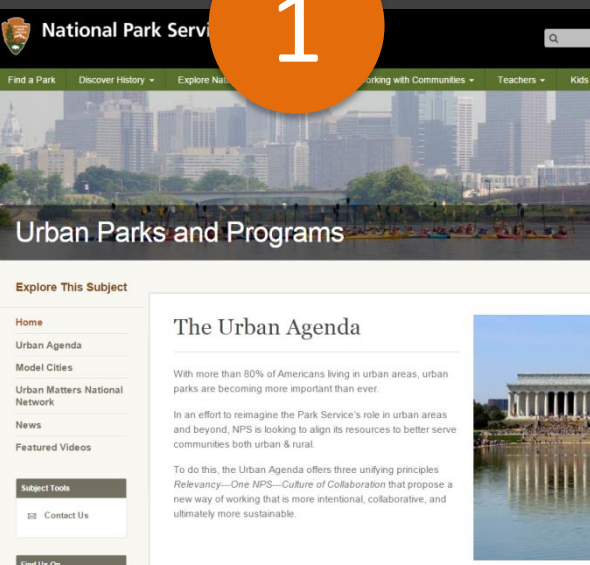 1
National Park Servi
Find a Park Discover History Explore Nat orking with Communities Teachers Kids
Urban Parks and Programs
Explore This Subject
Home
Urban Agenda
Model Cities
Urban Matters National
Network
News
Featured Videos
Subject Tools
Contact Us
Find Us On
The Urban Agenda
With more than 80% of Americans living in urban areas, urban
parks are becoming more important than ever.
In an effort to reimagine the Park Service's role in urban areas
and beyond, NPS is looking to align its resources to better serve
communities both urban & rural.
To do this, the Urban Agenda offers three unifying principles
Relevancy—One NPS—Culture of Collaboration that propose a
new way of working that is more intentional, collaborative, and
ultimately more sustainable.